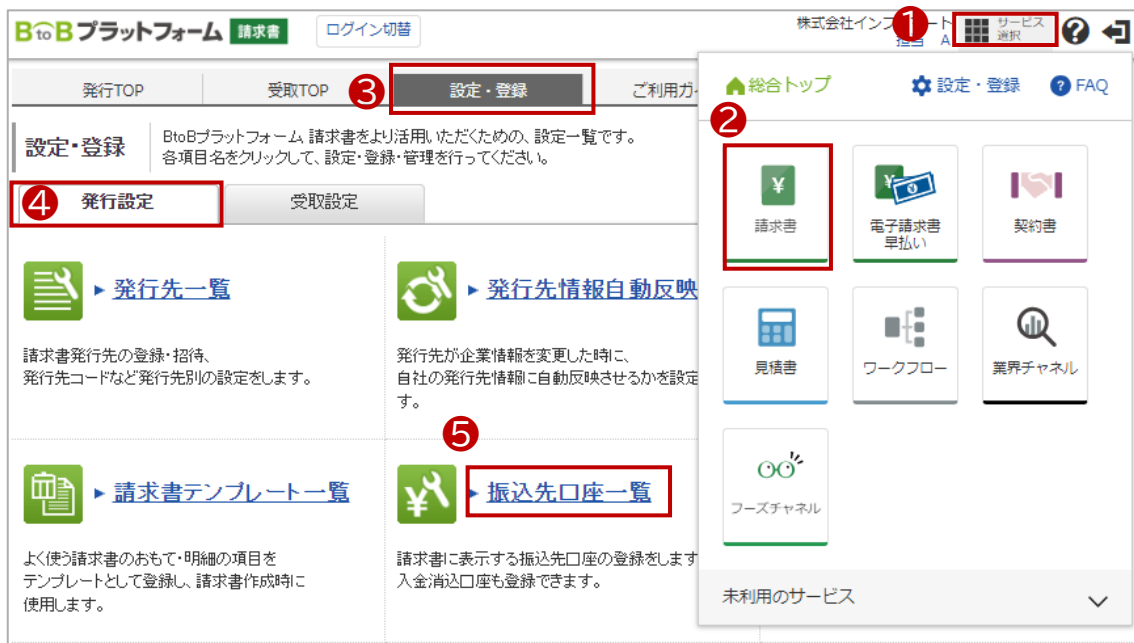 BtoBプラットフォーム 請求書
ログイン切替
株式会社インフ ート
担当 A
❶
サービス
選択
発行TOP
受取TOP
❸
設定・登録
ご利用ガ
総合トップ
設定・登録
FAQ
設定・登録
BtoBプラットフォーム 請求書をより活用いただくための、設定一覧です。
各項目名をクリックして、設定・登録・管理を行ってください。
❷
請求書
電子請求書
早払い
契約書
❹
発行設定
受取設定
発行先一覧
発行先情報自動反映
請求書発行先の登録・招待、
発行先コードなど発行先別の設定をします。
発行先が企業情報を変更した時に、
自社の発行先情報に自動反映させるかを設定
す。
見積書
ワークフロー
業界チャネル
❺
請求書テンプレート一覧
振込先口座一覧
よく使う請求書のおもて・明細の項目を
テンプレートとして登録し、請求書作成時に
使用します。
請求書に表示する振込先口座の登録をします
入金消込口座も登録できます。
フーズチャネル
未利用のサービス